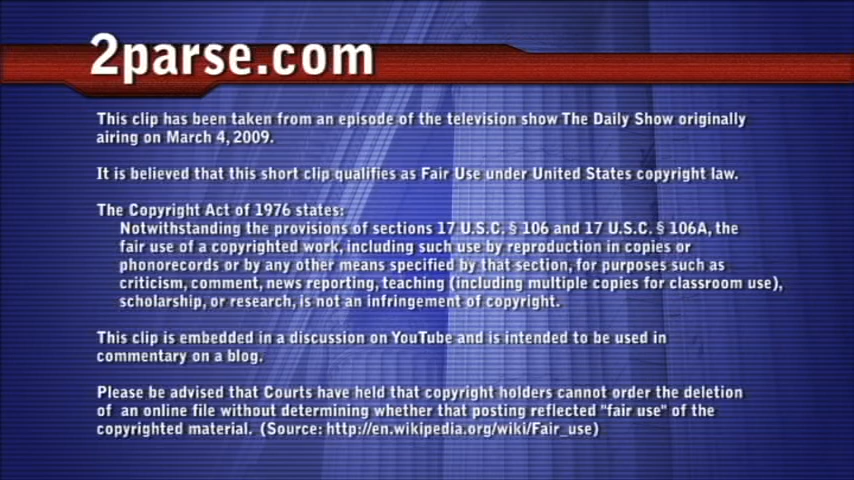 2parse.com
This clip has been taken from an episode of the television show The Daily Show originally
airing on March 4, 2009.
It is believed that this short clip qualifies as Fair Use under United States copyright law.
The Copyright Act of 1976 states:
Notwithstanding the provisions of sections 17 U.S.C. § 106 and 17 U.S.C. § 106A, the
fair use of a copyrighted work, including such use by reproduction in copies or
phonorecords or by any other means specified by that section, for purposes such as
criticism, comment, news reporting, teaching (including multiple copies for classroom use),
scholarship, or research, is not an infringement of copyright.
This clip is embedded in a discussion on YouTube and is intended to be used in
commentary on a blog.
Please be advised that Courts have held that copyright holders cannot order the deletion
of an online file without determining whether that posting reflected "fair use" of the
copyrighted material. (Source: http://en.wikipedia.org/wiki/Fair_use)